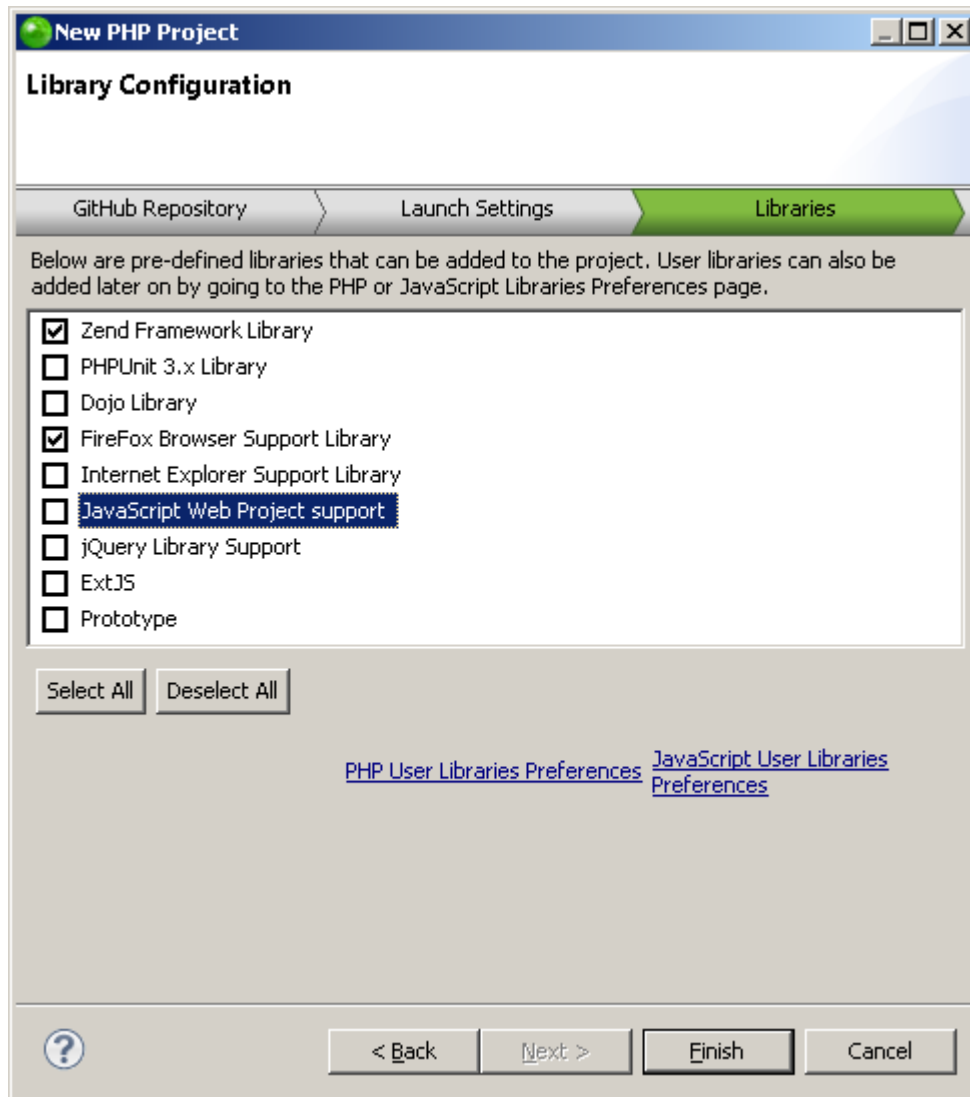 New PHP Project
Library Configuration
GitHub Repository
Launch Settings
Libraries
Below are pre-defined libraries that can be added to the project. User libraries can also be
added later on by going to the PHP or JavaScript Libraries Preferences page.
Zend Framework Library
PHPUnit 3.x Library
Dojo Library
FireFox Browser Support Library
Internet Explorer Support Library
JavaScript Web Project support
jQuery Library Support
ExtJS
Prototype
Select All
Deselect All
PHP User Libraries Preferences
JavaScript User Libraries
Preferences
?
< Back
Next >
Finish
Cancel